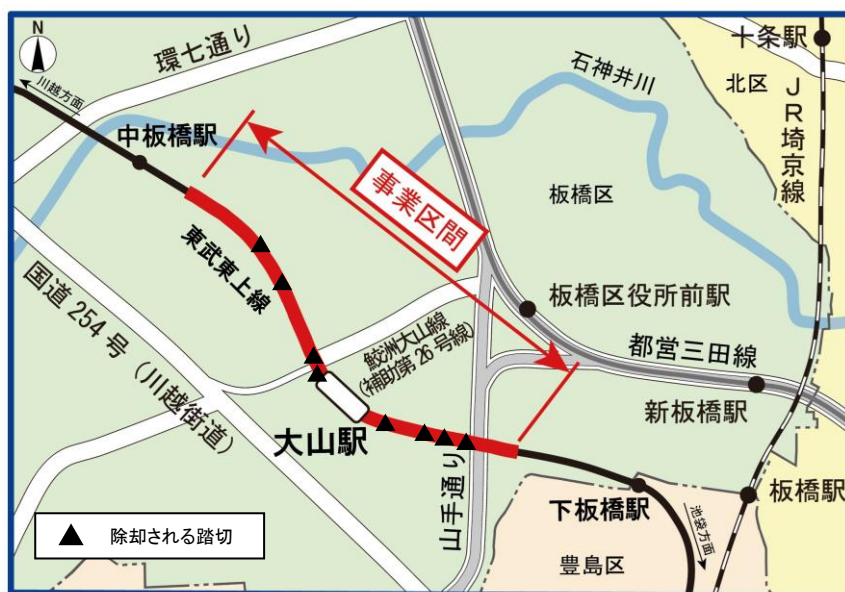 N
環七通り
石神井川
十条駅
北区
JR埼京線
川越方面
中板橋駅
事業区間
板橋区
東武東上線
国道254号(川越街道)
鮫洲大山線
(補助第26号線)
板橋区役所前駅
都営三田線
新板橋駅
大山駅
山手通り
下板橋駅
板橋駅
池袋方面
豊島区
除却される踏切